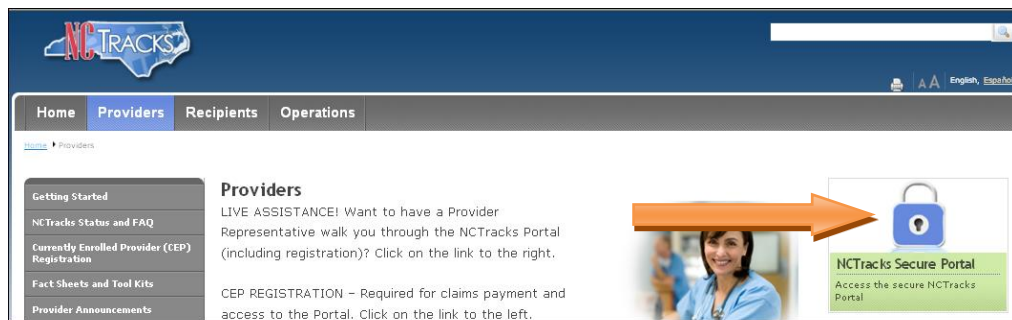 NCTRACKS
A A English, Español
Home Providers Recipients Operations
Home Providers
Getting Started
NCTracks Status and FAQ
Currently Enrolled Provider (CEP)
Registration
Fact Sheets and Tool Kits
Provider Announcements
Providers
LIVE ASSISTANCE! Want to have a Provider
Representative walk you through the NCTracks Portal
(including registration)? Click on the link to the right.
CEP REGISTRATION – Required for claims payment and
access to the Portal. Click on the link to the left.
NCTracks Secure Portal
Access the secure NCTracks
Portal